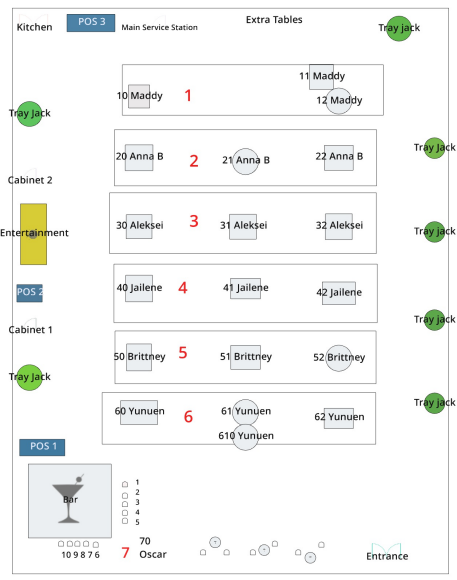 Kitchen
POS 3
Main Service Station
Extra Tables
Tray jack
11 Maddy
10 Maddy
1
12 Maddy
Tray Jack
20 Anna B
2
21 Anna B
22 Anna B
Tray Jack
Cabinet 2
Entertainment
30 Aleksei
3
31 Aleksei
32 Aleksei
Tray jack
POS 2
40 Jailene
4
41 Jailene
42 Jailene
Cabinet 1
Tray jack
50 Brittney
5
51 Brittney
52 Brittney
Tray Jack
60 Yunuen
6
61 Yunuen
62 Yunuen
Tray jack
610 Yunuen
POS 1
Bar
1
2
3
4
5
10 9 8 7 6
7
70
Oscar
Entrance